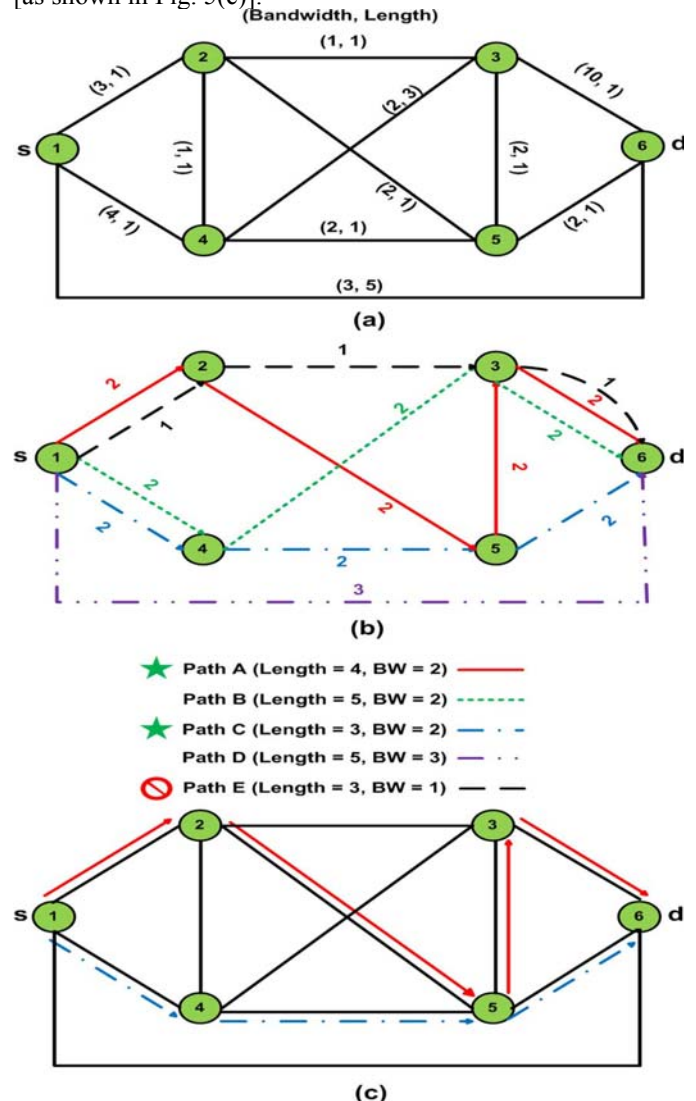 [as shown in Fig. 5(c)].
(Bandwidth, Length)
(1, 1)
2
3
(3, 1)
(10, 1)
(2, 3)
s
1
(1, 1)
(2, 1)
6
d
(4, 1)
(2, 1)
(2, 1)
4
(2, 1)
5
(3, 5)
(a)
2
1
3
2
1
1
2
2
2
s
1
2
2
2
6
d
2
4
2
5
2
3
(b)
Path A (Length = 4, BW = 2)
Path B (Length = 5, BW = 2)
Path C (Length = 3, BW = 2)
Path D (Length = 5, BW = 3)
Path E (Length = 3, BW = 1)
2
3
s
1
6
d
4
5
(c)